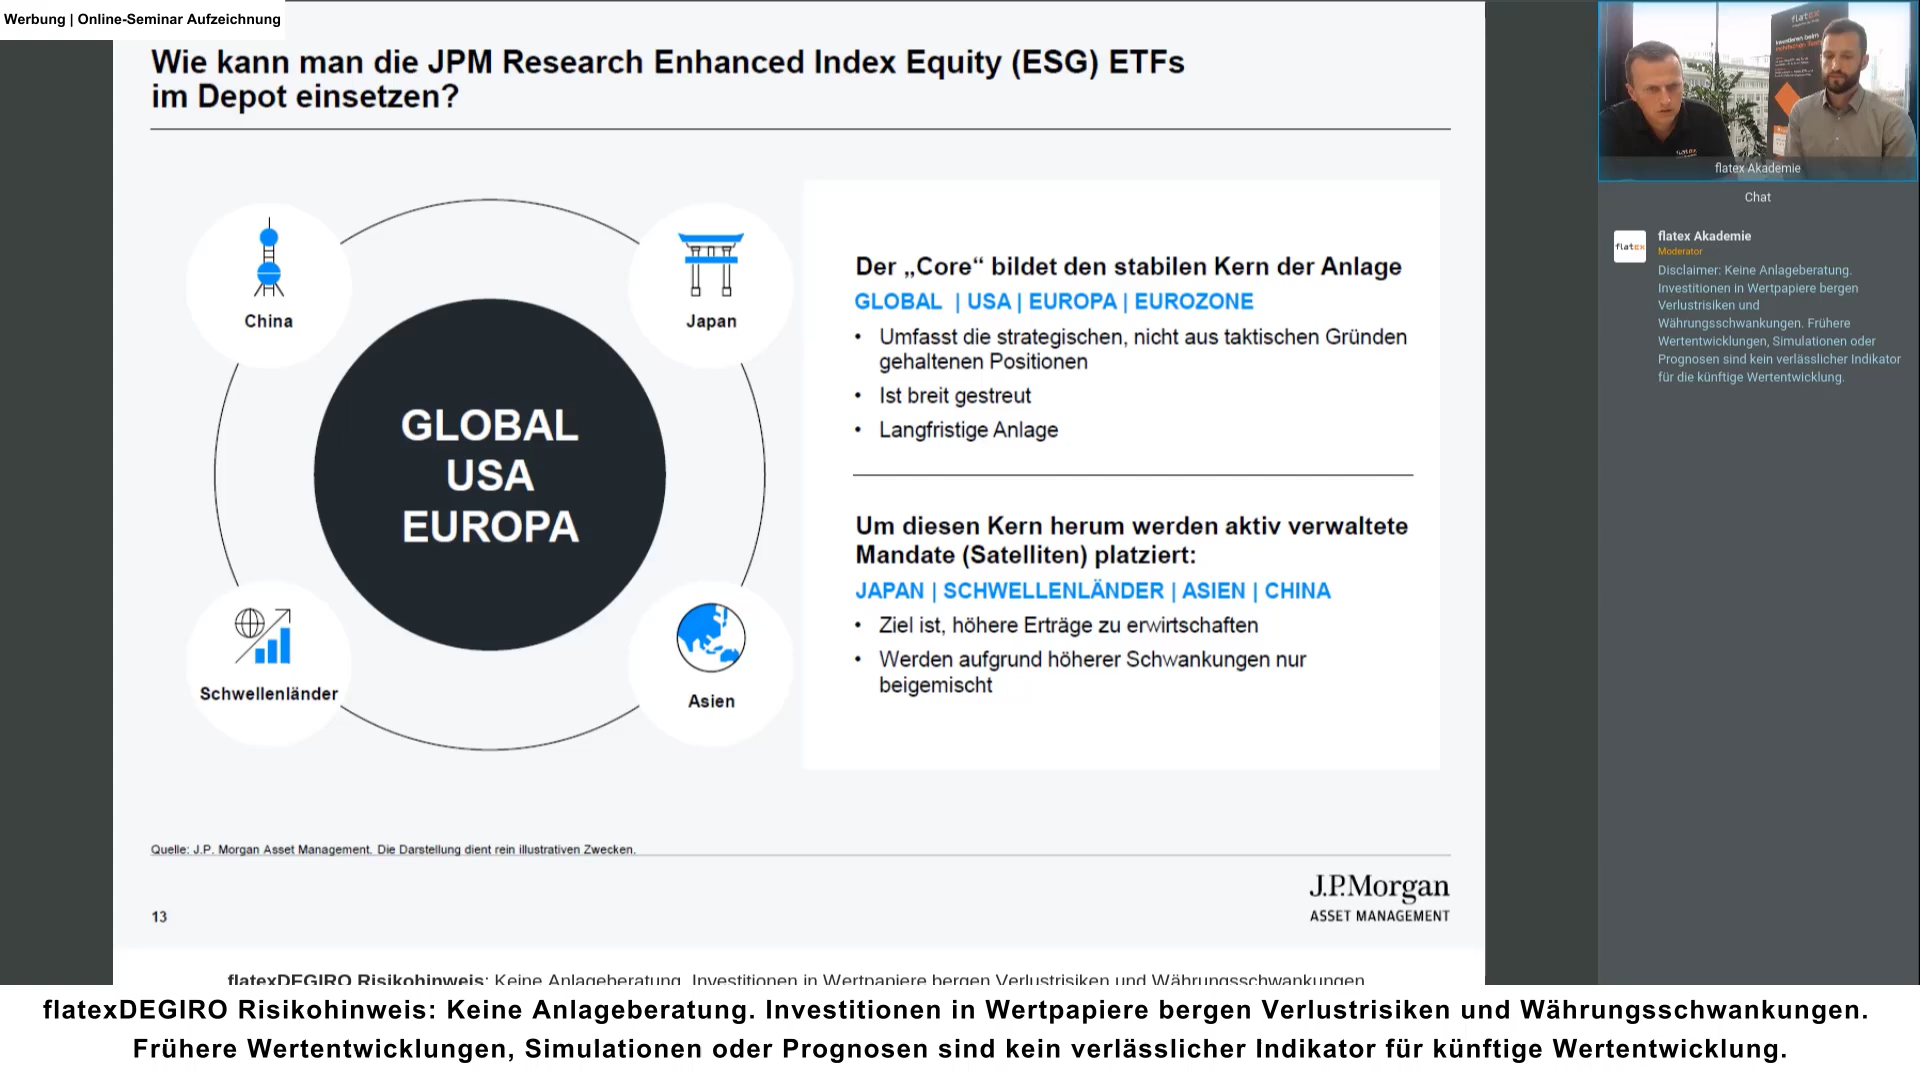 Werbung | Online-Seminar Aufzeichnung
Wie kann man die JPM Research Enhanced Index Equity (ESG) ETFs
im Depot einsetzen?
China
Japan
GLOBAL
USA
EUROPA
Schwellenländer
Asien
Der „Core“ bildet den stabilen Kern der Anlage
GLOBAL | USA | EUROPA | EUROZONE
• Umfasst die strategischen, nicht aus taktischen Gründen
gehaltenen Positionen
• Ist breit gestreut
• Langfristige Anlage
Um diesen Kern herum werden aktiv verwaltete
Mandate (Satelliten) platziert:
JAPAN | SCHWELLENLÄNDER | ASIEN | CHINA
• Ziel ist, höhere Erträge zu erwirtschaften
• Werden aufgrund höherer Schwankungen nur
beigemischt
Quelle: J.P. Morgan Asset Management. Die Darstellung dient rein illustrativen Zwecken.
13
J.P.Morgan
ASSET MANAGEMENT
flatex
flatex Akademie
Chat
flatex
flatex Akademie
Moderator
Disclaimer: Keine Anlageberatung.
Investitionen in Wertpapiere bergen
Verlustrisiken und
Währungsschwankungen. Frühere
Wertentwicklungen, Simulationen oder
Prognosen sind kein verlässlicher Indikator
für die künftige Wertentwicklung.
flatexDEGIRO Risikohinweis: Keine Anlageberatung. Investitionen in Wertpapiere bergen Verlustrisiken und Währungsschwankungen.
flatexDEGIRO Risikohinweis: Keine Anlageberatung. Investitionen in Wertpapiere bergen Verlustrisiken und Währungsschwankungen.
Frühere Wertentwicklungen, Simulationen oder Prognosen sind kein verlässlicher Indikator für künftige Wertentwicklung.